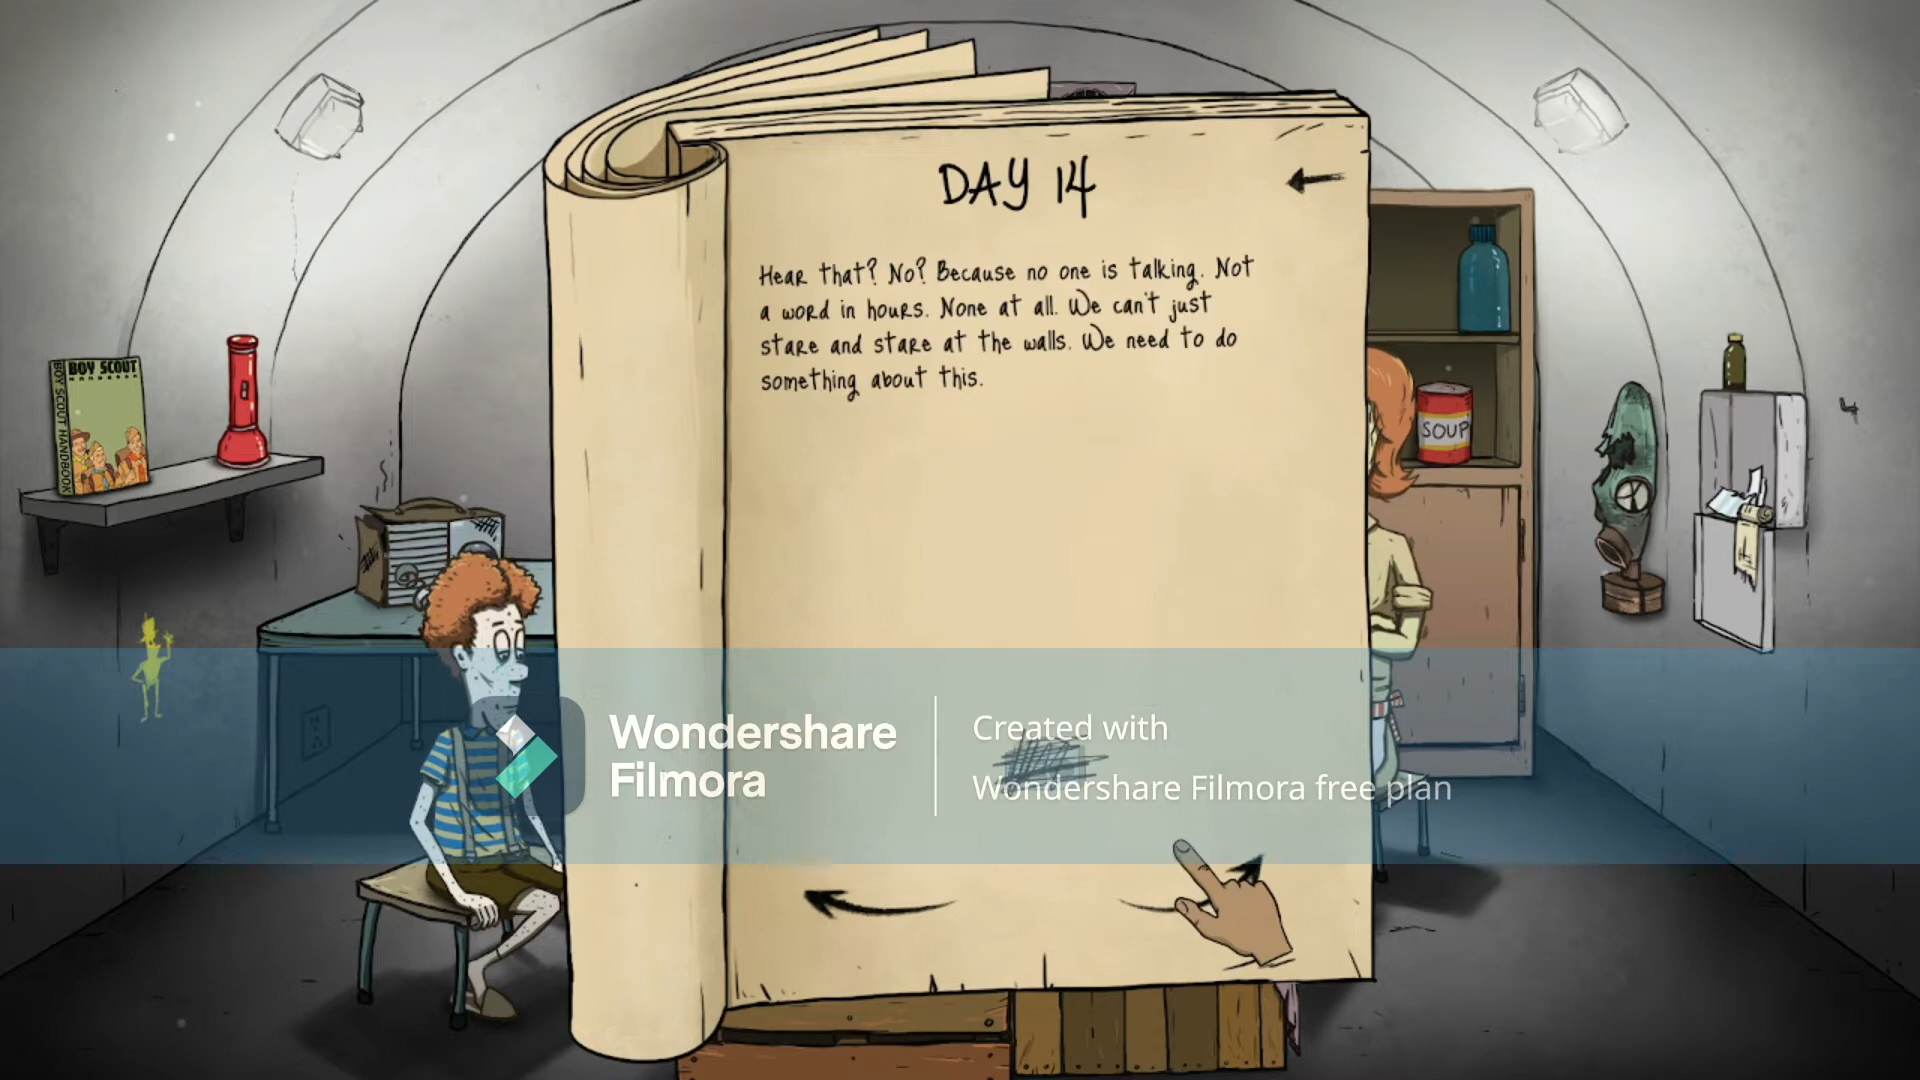 DAY 14
Hear that? No? Because no one is talking. Not
a word in hours. None at all. We can't just
stare and stare at the walls. We need to do
something about this.
BOY SCOUT
BOY SCOUT HANDBOOK
SOUP
Wondershare
Filmora
Created with
Wondershare Filmora free plan